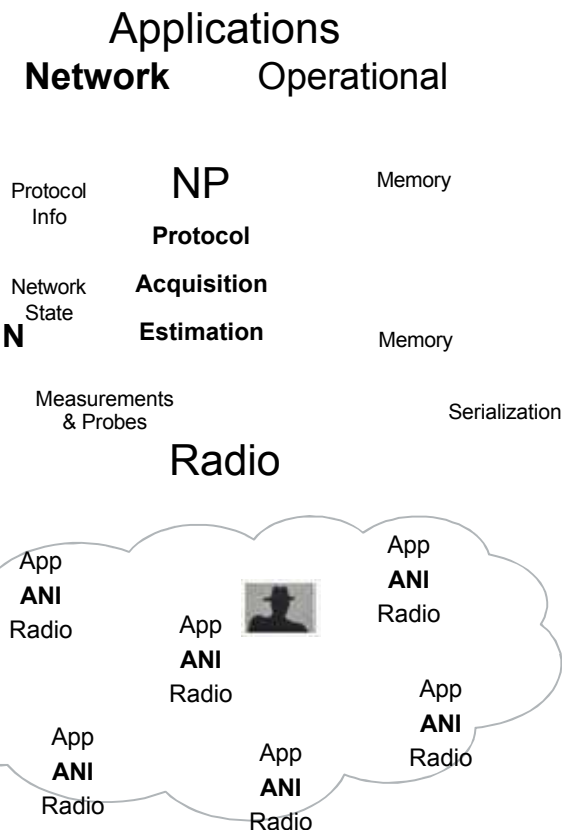 Applications
Network Operational
NP
Memory
Protocol
Info
Protocol
Network
State
Acquisition
N
Estimation
Memory
Measurements
& Probes
Serialization
Radio
App
ANI
Radio
App
ANI
Radio
App
ANI
Radio
App
ANI
Radio
App
ANI
Radio
App
ANI
Radio